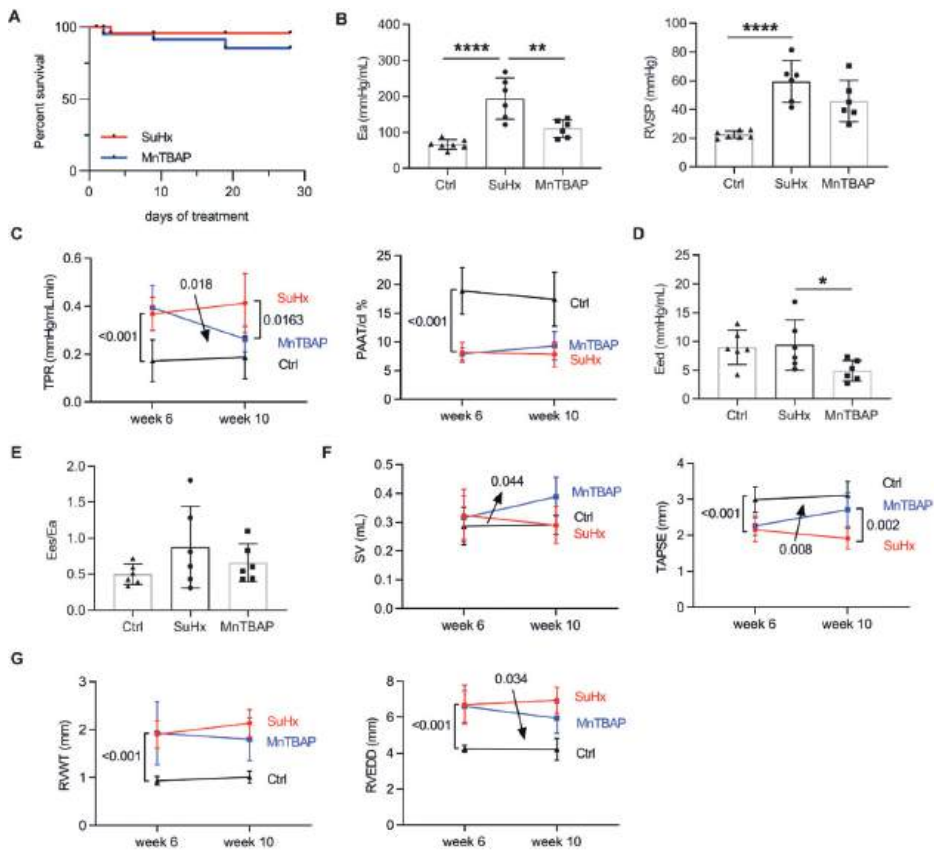 A
Percent survival
100
50
0
SuHx
MnTBAP
0 10 20 30
days of treatment
B
Ea (mmHg/mL)
400
300
200
100
0
**** **
Ctrl SuHx MnTBAP
RVSP (mmHg)
100
80
60
40
20
0
****
Ctrl SuHx MnTBAP
C
TPR (mmHg/mL.min)
0.6
0.4
0.2
0.0
0.018
<0.001
0.0163
SuHx
MnTBAP
Ctrl
week 6 week 10
PAAT/cl %
25
20
15
10
5
0
<0.001
Ctrl
MnTBAP
SuHx
week 6 week 10
D
Eed (mmHg/mL)
20
15
10
5
0
*
Ctrl SuHx MnTBAP
E
Ees/Ea
2.0
1.5
1.0
0.5
0.0
Ctrl SuHx MnTBAP
F
SV (mL)
0.5
0.4
0.3
0.2
0.1
0.0
0.044
MnTBAP
Ctrl
SuHx
week 6 week 10
TAPSE (mm)
4
3
2
1
0
<0.001
0.008
0.002
Ctrl
MnTBAP
SuHx
week 6 week 10
G
RVWT (mm)
3
2
1
0
<0.001
SuHx
MnTBAP
Ctrl
week 6 week 10
RVEDD (mm)
8
6
4
2
0
0.034
<0.001
SuHx
MnTBAP
Ctrl
week 6 week 10